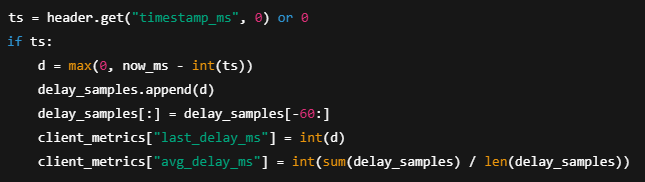 ts = header.get("timestamp_ms", 0) or 0
if ts:
    d = max(0, now_ms - int(ts))
    delay_samples.append(d)
    delay_samples[:] = delay_samples[-60:]
    client_metrics["last_delay_ms"] = int(d)
    client_metrics["avg_delay_ms"] = int(sum(delay_samples) / len(delay_samples))